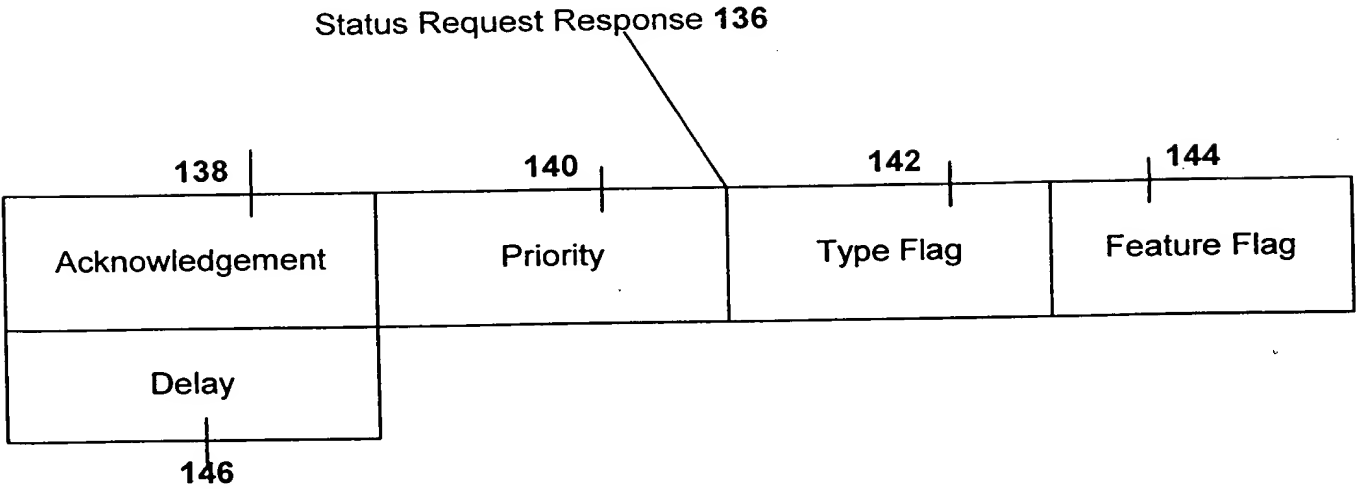 Status Request Response 136
138 140 142 144
Acknowledgement Priority Type Flag Feature Flag
Delay
146